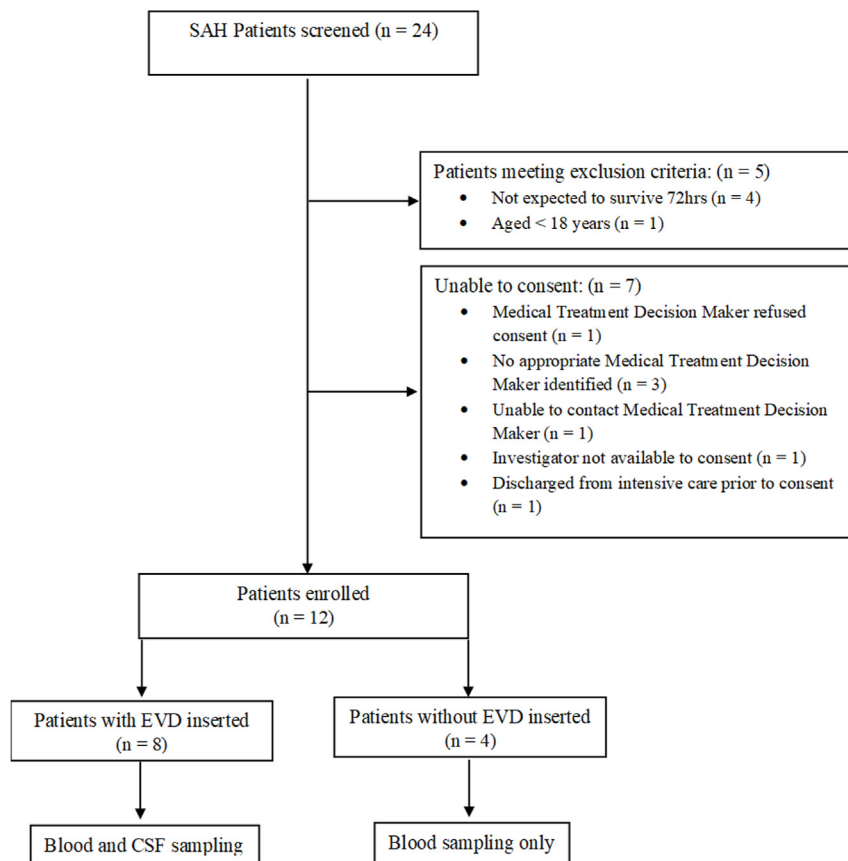 SAH Patients screened (n = 24)
Patients meeting exclusion criteria: (n = 5)
• Not expected to survive 72hrs (n = 4)
• Aged < 18 years (n = 1)
Unable to consent: (n = 7)
• Medical Treatment Decision Maker refused
consent (n = 1)
• No appropriate Medical Treatment Decision
Maker identified (n = 3)
• Unable to contact Medical Treatment Decision
Maker (n = 1)
• Investigator not available to consent (n = 1)
• Discharged from intensive care prior to consent
(n = 1)
Patients enrolled
(n = 12)
Patients with EVD inserted
(n = 8)
Patients without EVD inserted
(n = 4)
Blood and CSF sampling
Blood sampling only